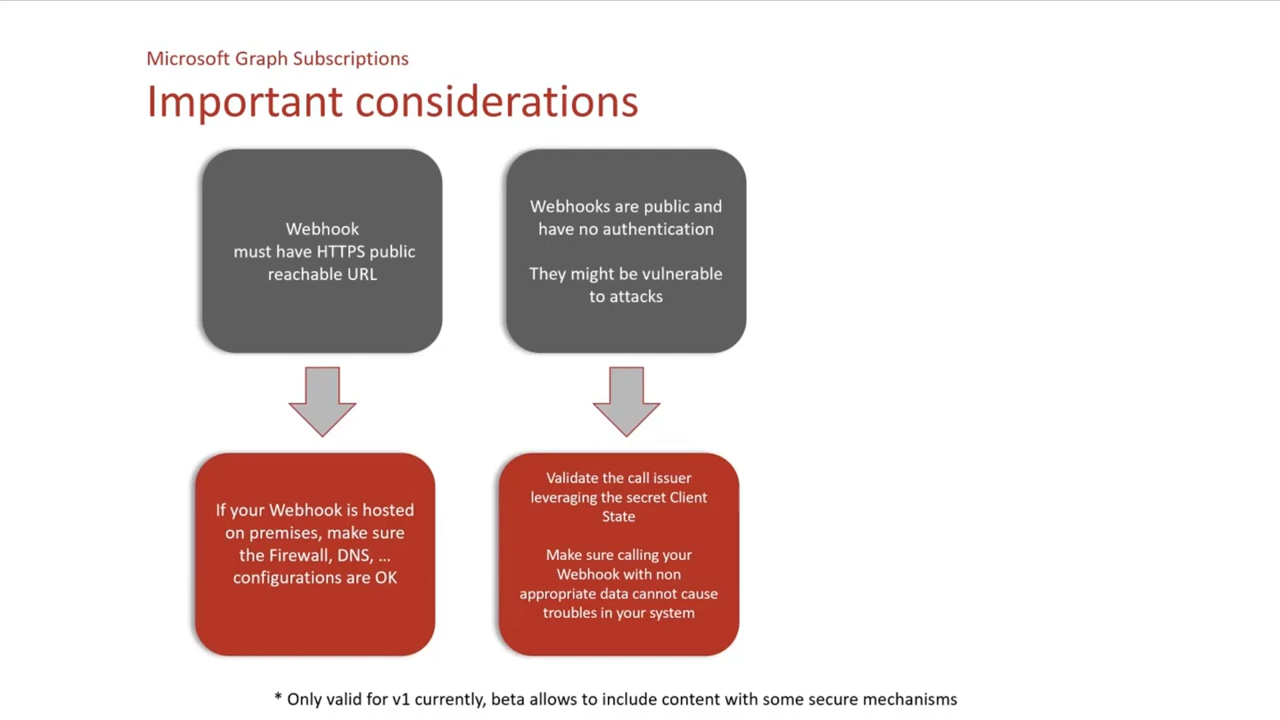 Microsoft Graph Subscriptions
Important considerations
Webhook
must have HTTPS public
reachable URL
Webhooks are public and
have no authentication
They might be vulnerable
to attacks
If your Webhook is hosted
on premises, make sure
the Firewall, DNS, ...
configurations are OK
Validate the call issuer
leveraging the secret Client
State
Make sure calling your
Webhook with non
appropriate data cannot cause
troubles in your system
* Only valid for v1 currently, beta allows to include content with some secure mechanisms